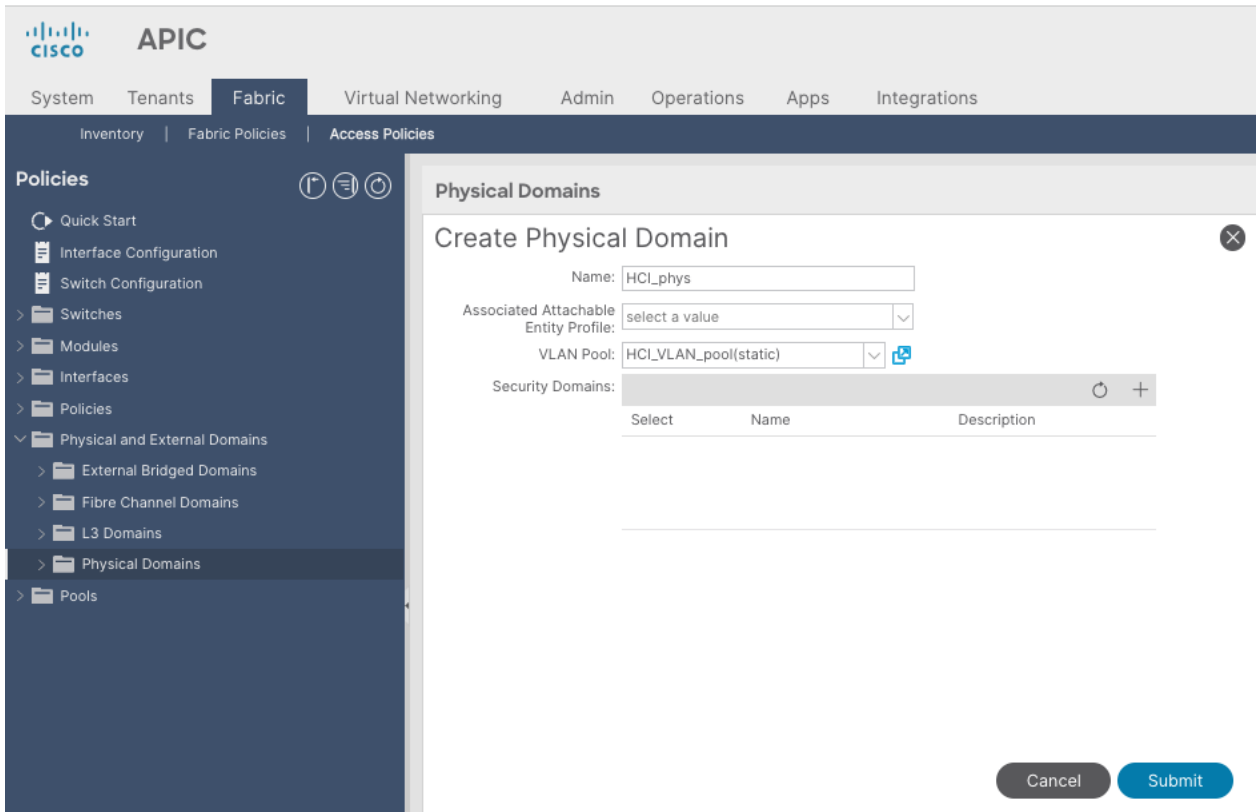 CISCO
APIC
System Tenants Fabric Virtual Networking Admin Operations Apps Integrations
Inventory | Fabric Policies | Access Policies
Policies
Quick Start
Interface Configuration
Switch Configuration
Switches
Modules
Interfaces
Policies
Physical and External Domains
External Bridged Domains
Fibre Channel Domains
L3 Domains
Physical Domains
Pools
Physical Domains
Create Physical Domain
Name: HCI_phys
Associated Attachable
Entity Profile: select a value
VLAN Pool: HCI_VLAN_pool(static)
Security Domains:
Select Name Description
Cancel Submit